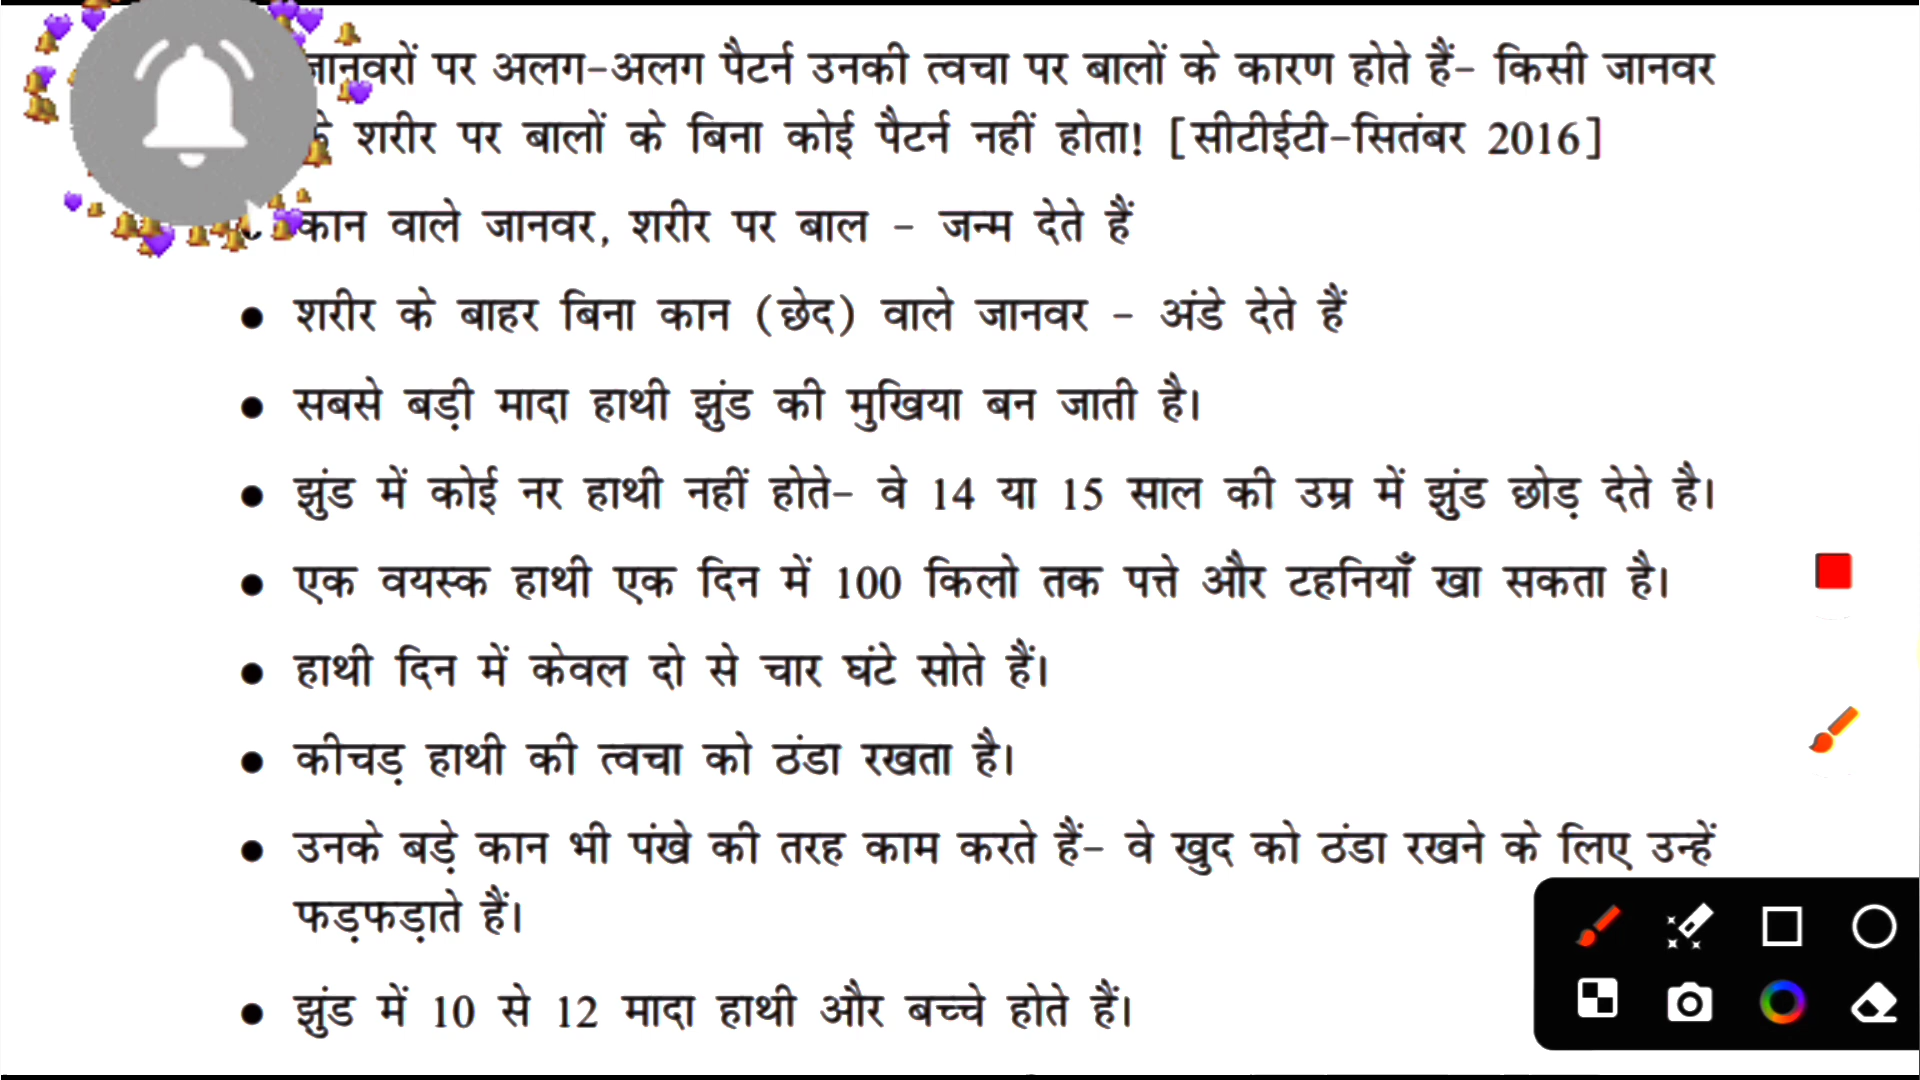 जानवरों पर अलग-अलग पैटर्न उनकी त्वचा पर बालों के कारण होते हैं- किसी जानवर
के शरीर पर बालों के बिना कोई पैटर्न नहीं होता! [सीटीईटी-सितंबर 2016]
कान वाले जानवर, शरीर पर बाल - जन्म देते हैं
● शरीर के बाहर बिना कान (छेद) वाले जानवर - अंडे देते हैं
● सबसे बड़ी मादा हाथी झुंड की मुखिया बन जाती है।
● झुंड में कोई नर हाथी नहीं होते- वे 14 या 15 साल की उम्र में झुंड छोड़ देते है।
● एक वयस्क हाथी एक दिन में 100 किलो तक पत्ते और टहनियाँ खा सकता है।
● हाथी दिन में केवल दो से चार घंटे सोते हैं।
● कीचड़ हाथी की त्वचा को ठंडा रखता है।
● उनके बड़े कान भी पंखे की तरह काम करते हैं- वे खुद को ठंडा रखने के लिए उन्हें
फड़फड़ाते हैं।
● झुंड में 10 से 12 मादा हाथी और बच्चे होते हैं।